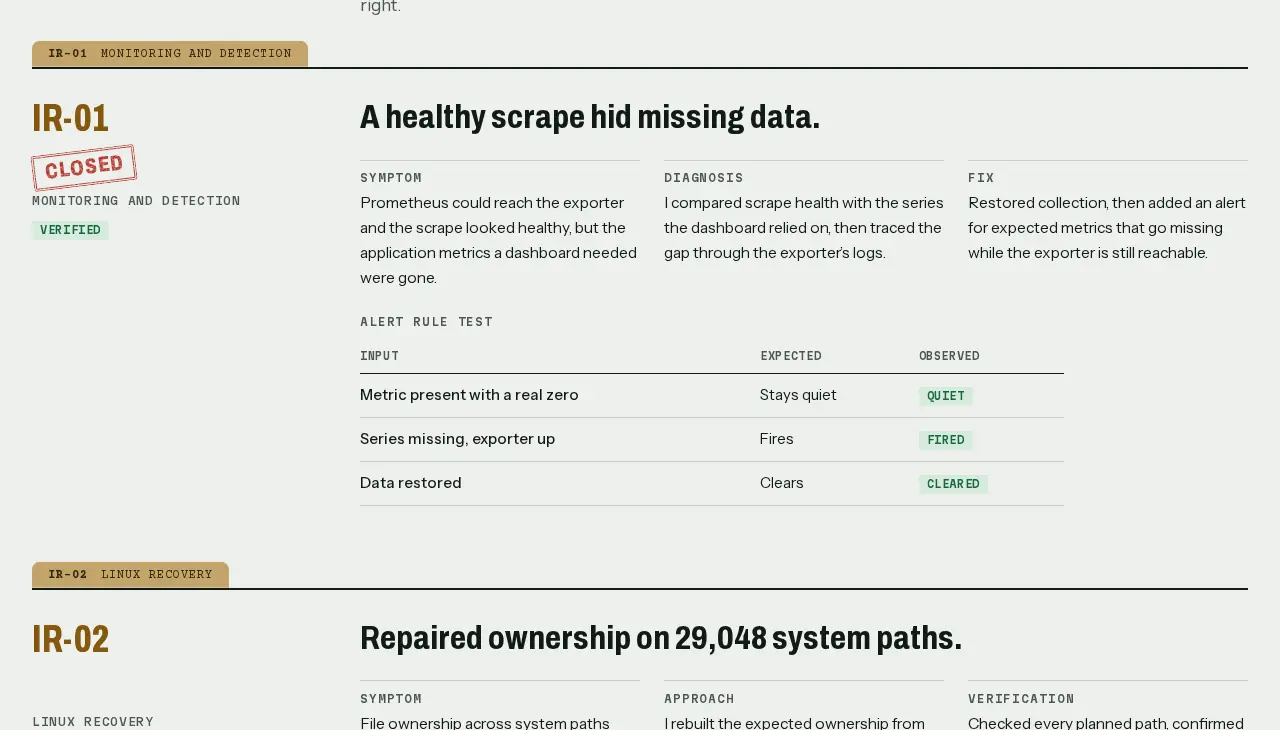 right.
IR-01 MONITORING AND DETECTION
IR-01
CLOSED
MONITORING AND DETECTION
VERIFIED
A healthy scrape hid missing data.
SYMPTOM
Prometheus could reach the exporter
and the scrape looked healthy, but the
application metrics a dashboard needed
were gone.
DIAGNOSIS
I compared scrape health with the series
the dashboard relied on, then traced the
gap through the exporter’s logs.
FIX
Restored collection, then added an alert
for expected metrics that go missing
while the exporter is still reachable.
ALERT RULE TEST
INPUT EXPECTED OBSERVED
Metric present with a real zero Stays quiet QUIET
Series missing, exporter up Fires FIRED
Data restored Clears CLEARED
IR-02 LINUX RECOVERY
IR-02
LINUX RECOVERY
Repaired ownership on 29,048 system paths.
SYMPTOM
File ownership across system paths
APPROACH
I rebuilt the expected ownership from
VERIFICATION
Checked every planned path, confirmed